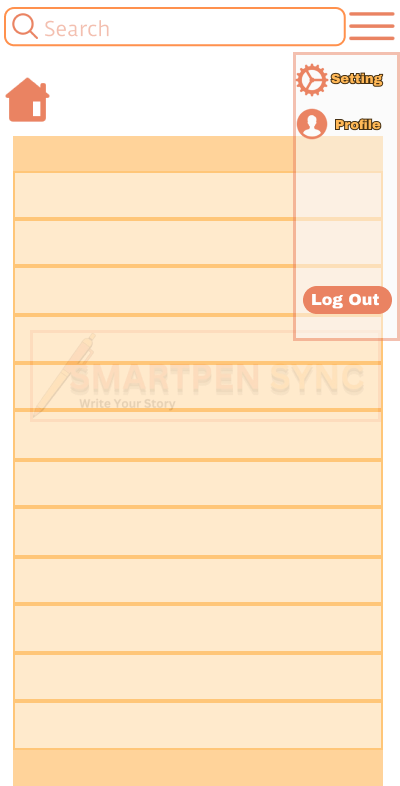 Search
Setting
Profile
Log Out
SMARTPEN SYNC
Write Your Story